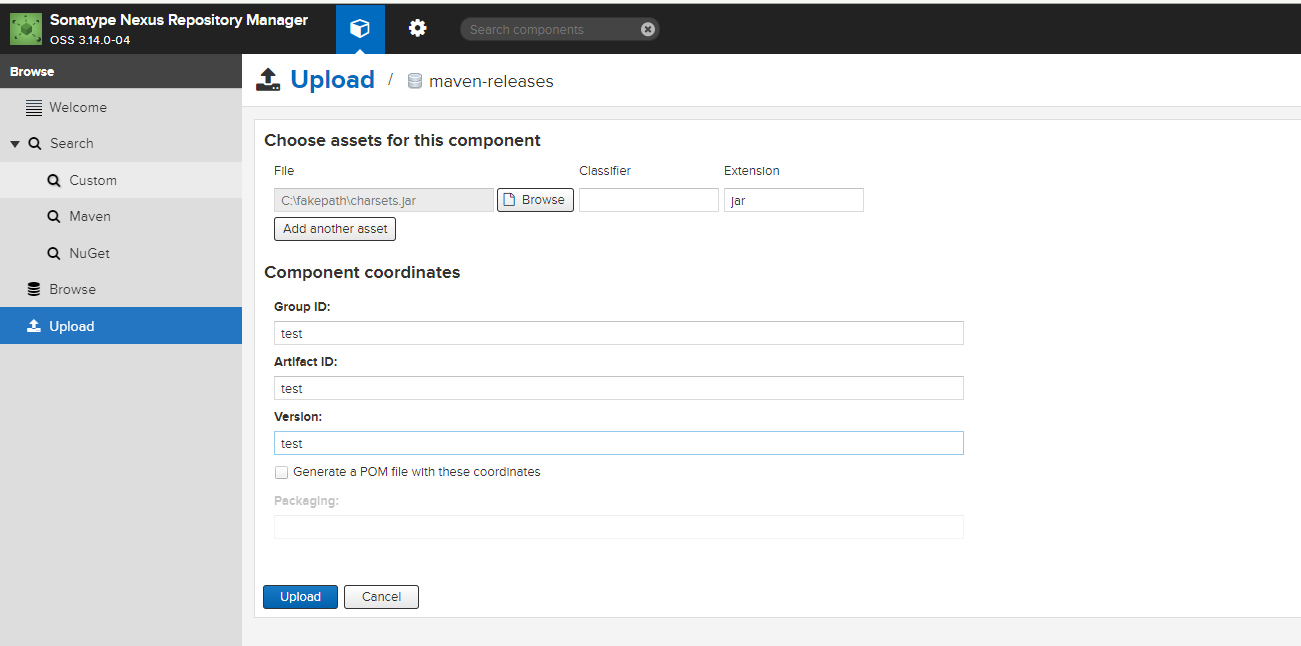 Sonatype Nexus Repository Manager
OSS 3.14.0-04
Search components
Browse
Welcome
Search
Custom
Maven
NuGet
Browse
Upload
Upload / maven-releases
Choose assets for this component
File Classifier Extension
C:\fakepath\charsets.jar Browse jar
Add another asset
Component coordinates
Group ID:
test
Artifact ID:
test
Version:
test
Generate a POM file with these coordinates
Packaging:
Upload Cancel